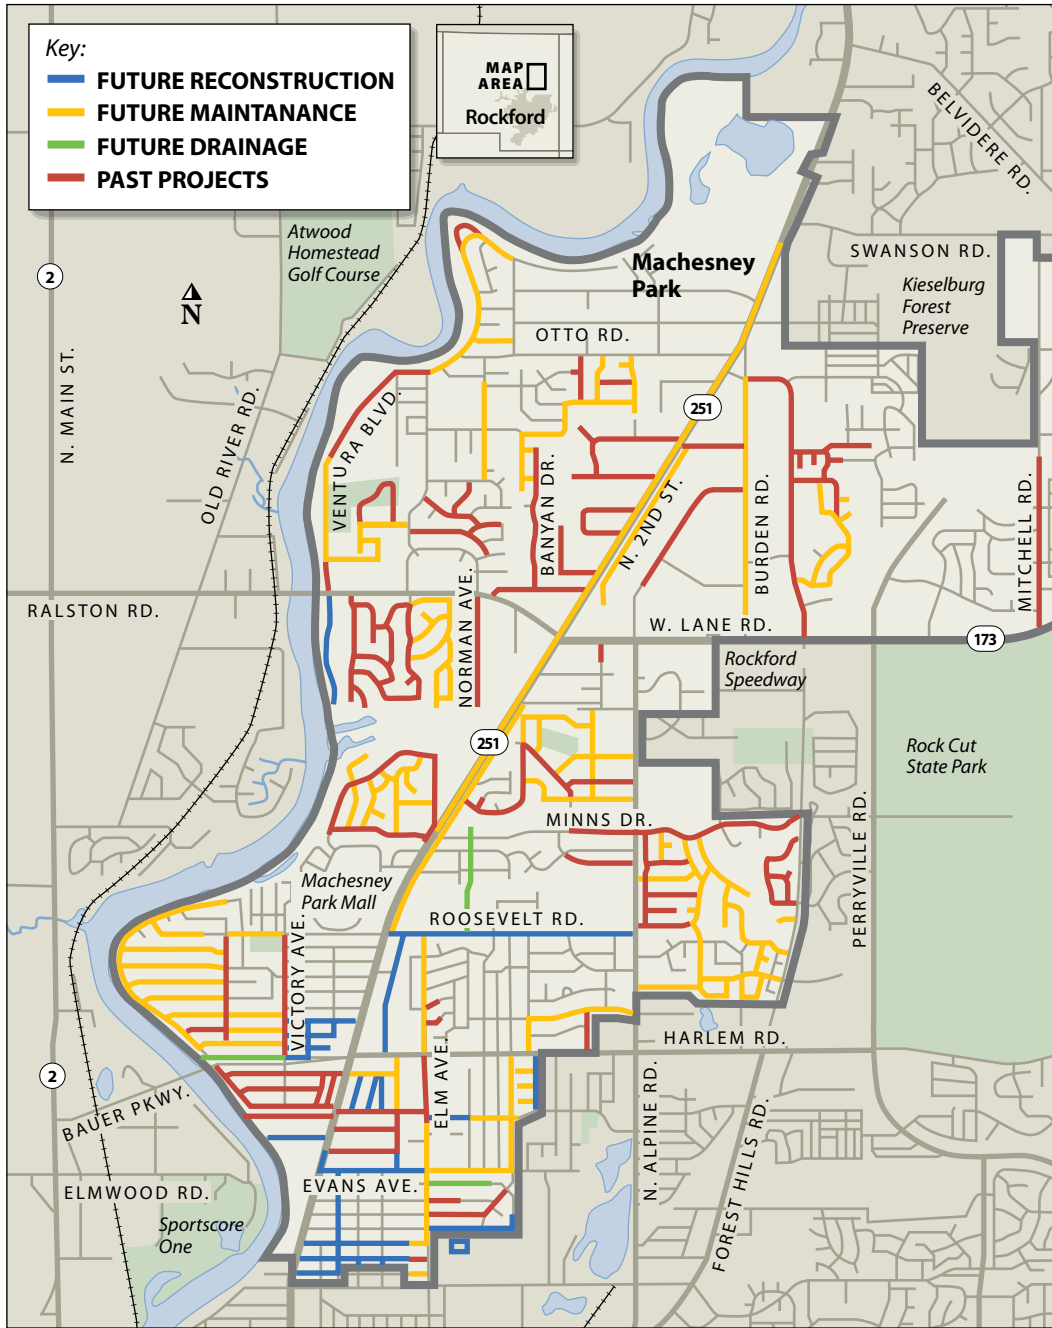 Key:
FUTURE RECONSTRUCTION
FUTURE MAINTANANCE
FUTURE DRAINAGE
PAST PROJECTS
MAP
AREA
Rockford
BELVIDERE RD.
Atwood
Homestead
Golf Course
2
N
Machesney
Park
SWANSON RD.
Kieselburg
Forest
Preserve
OTTO RD.
N. MAIN ST.
OLD RIVER RD.
VENTURA BLVD.
251
BANYAN DR.
N. 2ND ST.
BURDEN RD.
MITCHELL RD.
RALSTON RD.
NORMAN AVE.
W. LANE RD.
173
Rockford
Speedway
251
Rock Cut
State Park
MINNS DR.
PERRYVILLE RD.
Machesney
Park Mall
ROOSEVELT RD.
VICTORY AVE.
HARLEM RD.
2
ELM AVE.
BAUER PKWY.
N. ALPINE RD.
FOREST HILLS RD.
EVANS AVE.
ELMWOOD RD.
Sportscore
One